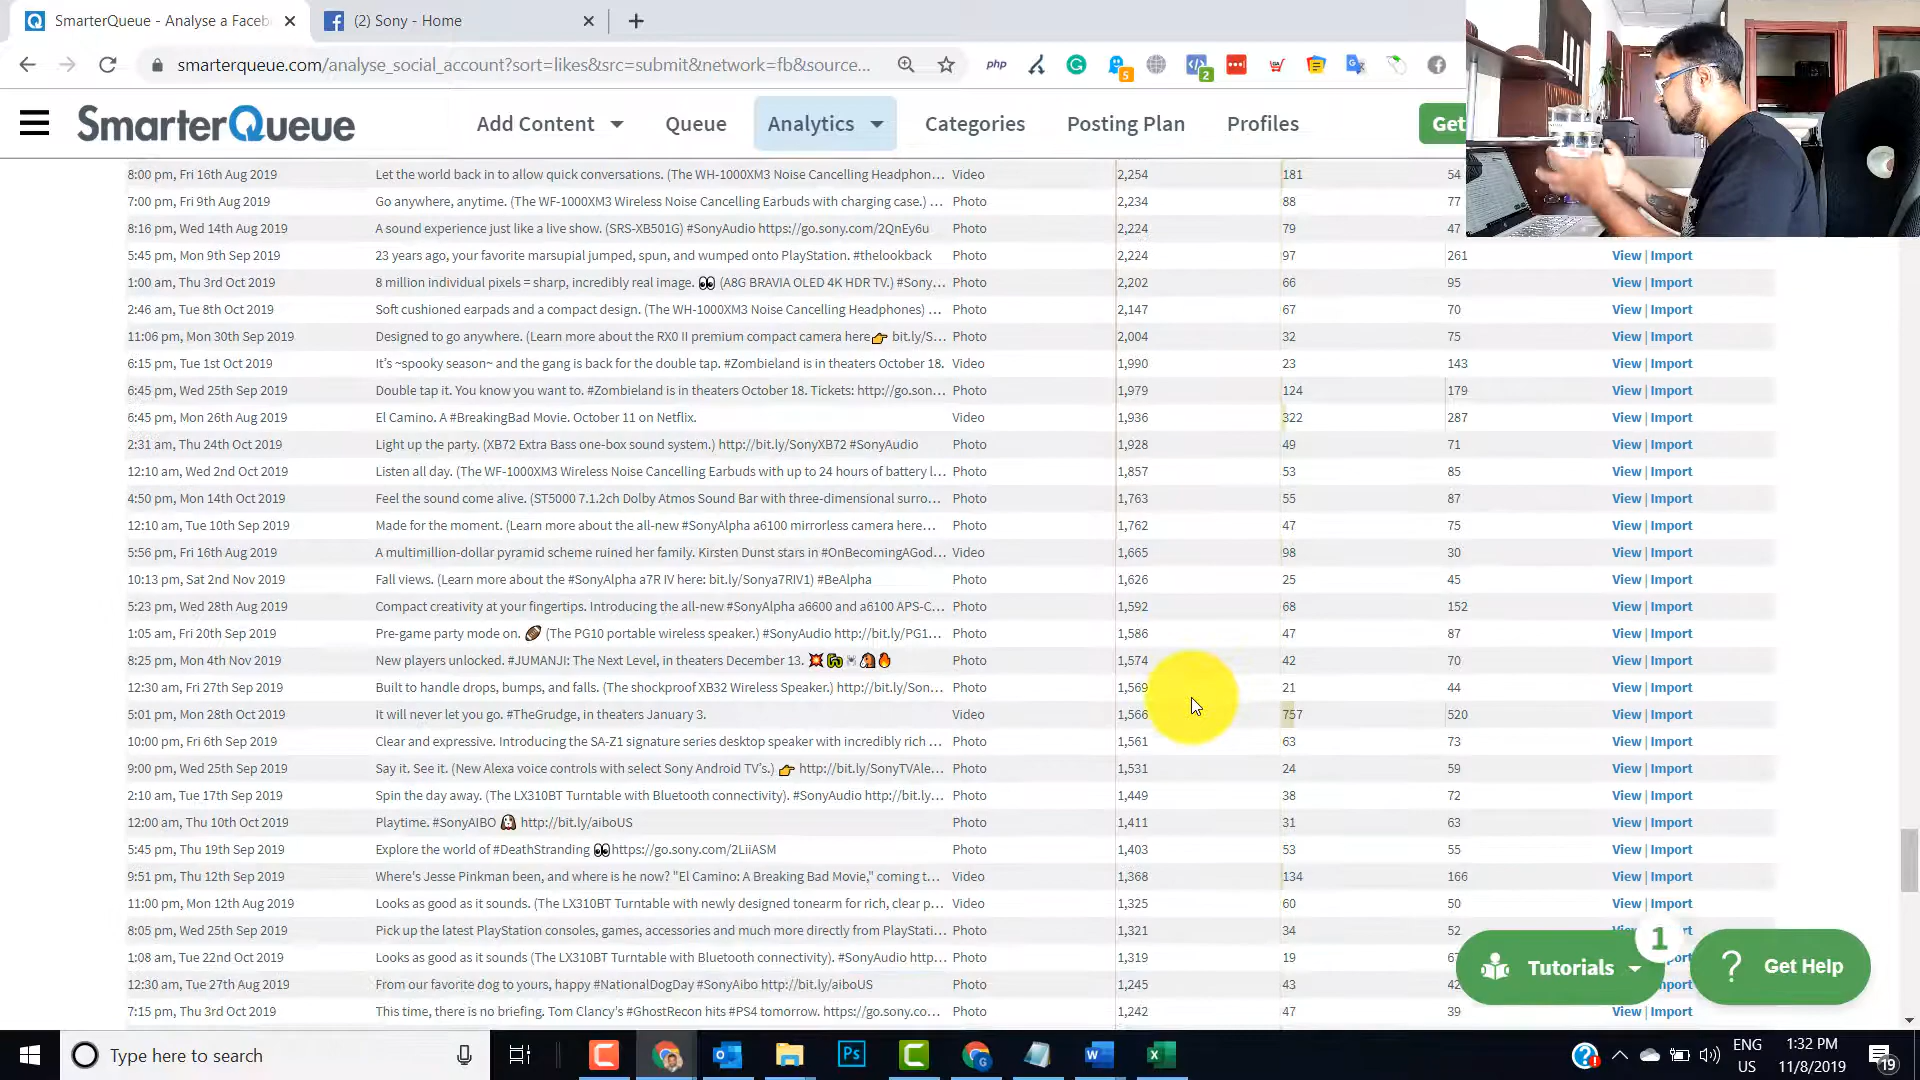 SmarterQueue - Analyse a Faceb
(2) Sony - Home
smarterqueue.com/analyse_social_account?sort=likes&src=submit&network=fb&source...
php
5
2
SmarterQueue
Add Content
Queue
Analytics
Categories
Posting Plan
Profiles
Get
8:00 pm, Fri 16th Aug 2019 Let the world back in to allow quick conversations. (The WH-1000XM3 Noise Cancelling Headphon... Video 2,254 181 54
7:00 pm, Fri 9th Aug 2019 Go anywhere, anytime. (The WF-1000XM3 Wireless Noise Cancelling Earbuds with charging case.) ... Photo 2,234 88 77
8:16 pm, Wed 14th Aug 2019 A sound experience just like a live show. (SRS-XB501G) #SonyAudio https://go.sony.com/2QnEy6u Photo 2,224 79 47
5:45 pm, Mon 9th Sep 2019 23 years ago, your favorite marsupial jumped, spun, and wumped onto PlayStation. #thelookback Photo 2,224 97 261 View | Import
1:00 am, Thu 3rd Oct 2019 8 million individual pixels = sharp, incredibly real image. 👀 (A8G BRAVIA OLED 4K HDR TV.) #Sony... Photo 2,202 66 95 View | Import
2:46 am, Tue 8th Oct 2019 Soft cushioned earpads and a compact design. (The WH-1000XM3 Noise Cancelling Headphones) ... Photo 2,147 67 70 View | Import
11:06 pm, Mon 30th Sep 2019 Designed to go anywhere. (Learn more about the RX0 II premium compact camera here👉 bit.ly/S... Photo 2,004 32 75 View | Import
6:15 pm, Tue 1st Oct 2019 It's ~spooky season~ and the gang is back for the double tap. #Zombieland is in theaters October 18. Video 1,990 23 143 View | Import
6:45 pm, Wed 25th Sep 2019 Double tap it. You know you want to. #Zombieland is in theaters October 18. Tickets: http://go.son... Photo 1,979 124 179 View | Import
6:45 pm, Mon 26th Aug 2019 El Camino. A #BreakingBad Movie. October 11 on Netflix. Video 1,936 322 287 View | Import
2:31 am, Thu 24th Oct 2019 Light up the party. (XB72 Extra Bass one-box sound system.) http://bit.ly/SonyXB72 #SonyAudio Photo 1,928 49 71 View | Import
12:10 am, Wed 2nd Oct 2019 Listen all day. (The WF-1000XM3 Wireless Noise Cancelling Earbuds with up to 24 hours of battery l... Photo 1,857 53 85 View | Import
4:50 pm, Mon 14th Oct 2019 Feel the sound come alive. (ST5000 7.1.2ch Dolby Atmos Sound Bar with three-dimensional surro... Photo 1,763 55 87 View | Import
12:10 am, Tue 10th Sep 2019 Made for the moment. (Learn more about the all-new #SonyAlpha a6100 mirrorless camera here... Photo 1,762 47 75 View | Import
5:56 pm, Fri 16th Aug 2019 A multimillion-dollar pyramid scheme ruined her family. Kirsten Dunst stars in #OnBecomingAGod... Video 1,665 98 30 View | Import
10:13 pm, Sat 2nd Nov 2019 Fall views. (Learn more about the #SonyAlpha a7R IV here: bit.ly/Sonya7RIV1) #BeAlpha Photo 1,626 25 45 View | Import
5:23 pm, Wed 28th Aug 2019 Compact creativity at your fingertips. Introducing the all-new #SonyAlpha a6600 and a6100 APS-C... Photo 1,592 68 152 View | Import
1:05 am, Fri 20th Sep 2019 Pre-game party mode on. 🏈 (The PG10 portable wireless speaker.) #SonyAudio http://bit.ly/PG1... Photo 1,586 47 87 View | Import
8:25 pm, Mon 4th Nov 2019 New players unlocked. #JUMANJI: The Next Level, in theaters December 13. Photo 1,574 42 70 View | Import
12:30 am, Fri 27th Sep 2019 Built to handle drops, bumps, and falls. (The shockproof XB32 Wireless Speaker.) http://bit.ly/Son... Photo 1,569 21 44 View | Import
5:01 pm, Mon 28th Oct 2019 It will never let you go. #TheGrudge, in theaters January 3. Video 1,566 757 520 View | Import
10:00 pm, Fri 6th Sep 2019 Clear and expressive. Introducing the SA-Z1 signature series desktop speaker with incredibly rich ... Photo 1,561 63 73 View | Import
9:00 pm, Wed 25th Sep 2019 Say it. See it. (New Alexa voice controls with select Sony Android TV's.) 👉 http://bit.ly/SonyTVAle... Photo 1,531 24 59 View | Import
2:10 am, Tue 17th Sep 2019 Spin the day away. (The LX310BT Turntable with Bluetooth connectivity). #SonyAudio http://bit.ly... Photo 1,449 38 72 View | Import
12:00 am, Thu 10th Oct 2019 Playtime. #SonyAIBO 🐶 http://bit.ly/aiboUS Photo 1,411 31 63 View | Import
5:45 pm, Thu 19th Sep 2019 Explore the world of #DeathStranding 👀https://go.sony.com/2LiiASM Photo 1,403 53 55 View | Import
9:51 pm, Thu 12th Sep 2019 Where's Jesse Pinkman been, and where is he now? "El Camino: A Breaking Bad Movie," coming t... Video 1,368 134 166 View | Import
11:00 pm, Mon 12th Aug 2019 Looks as good as it sounds. (The LX310BT Turntable with newly designed tonearm for rich, clear p... Video 1,325 60 50 View | Import
8:05 pm, Wed 25th Sep 2019 Pick up the latest PlayStation consoles, games, accessories and much more directly from PlayStati... Photo 1,321 34 52
1:08 am, Tue 22nd Oct 2019 Looks as good as it sounds (The LX310BT Turntable with Bluetooth connectivity). #SonyAudio http... Photo 1,319 19
12:30 am, Tue 27th Aug 2019 From our favorite dog to yours, happy #NationalDogDay #SonyAibo http://bit.ly/aiboUS Photo 1,245 43 42
7:15 pm, Thu 3rd Oct 2019 This time, there is no briefing. Tom Clancy's #GhostRecon hits #PS4 tomorrow. https://go.sony.co... Photo 1,242 47 39
1
Tutorials
? Get Help
Type here to search
Ps
ENG
US
1:32 PM
11/8/2019
19